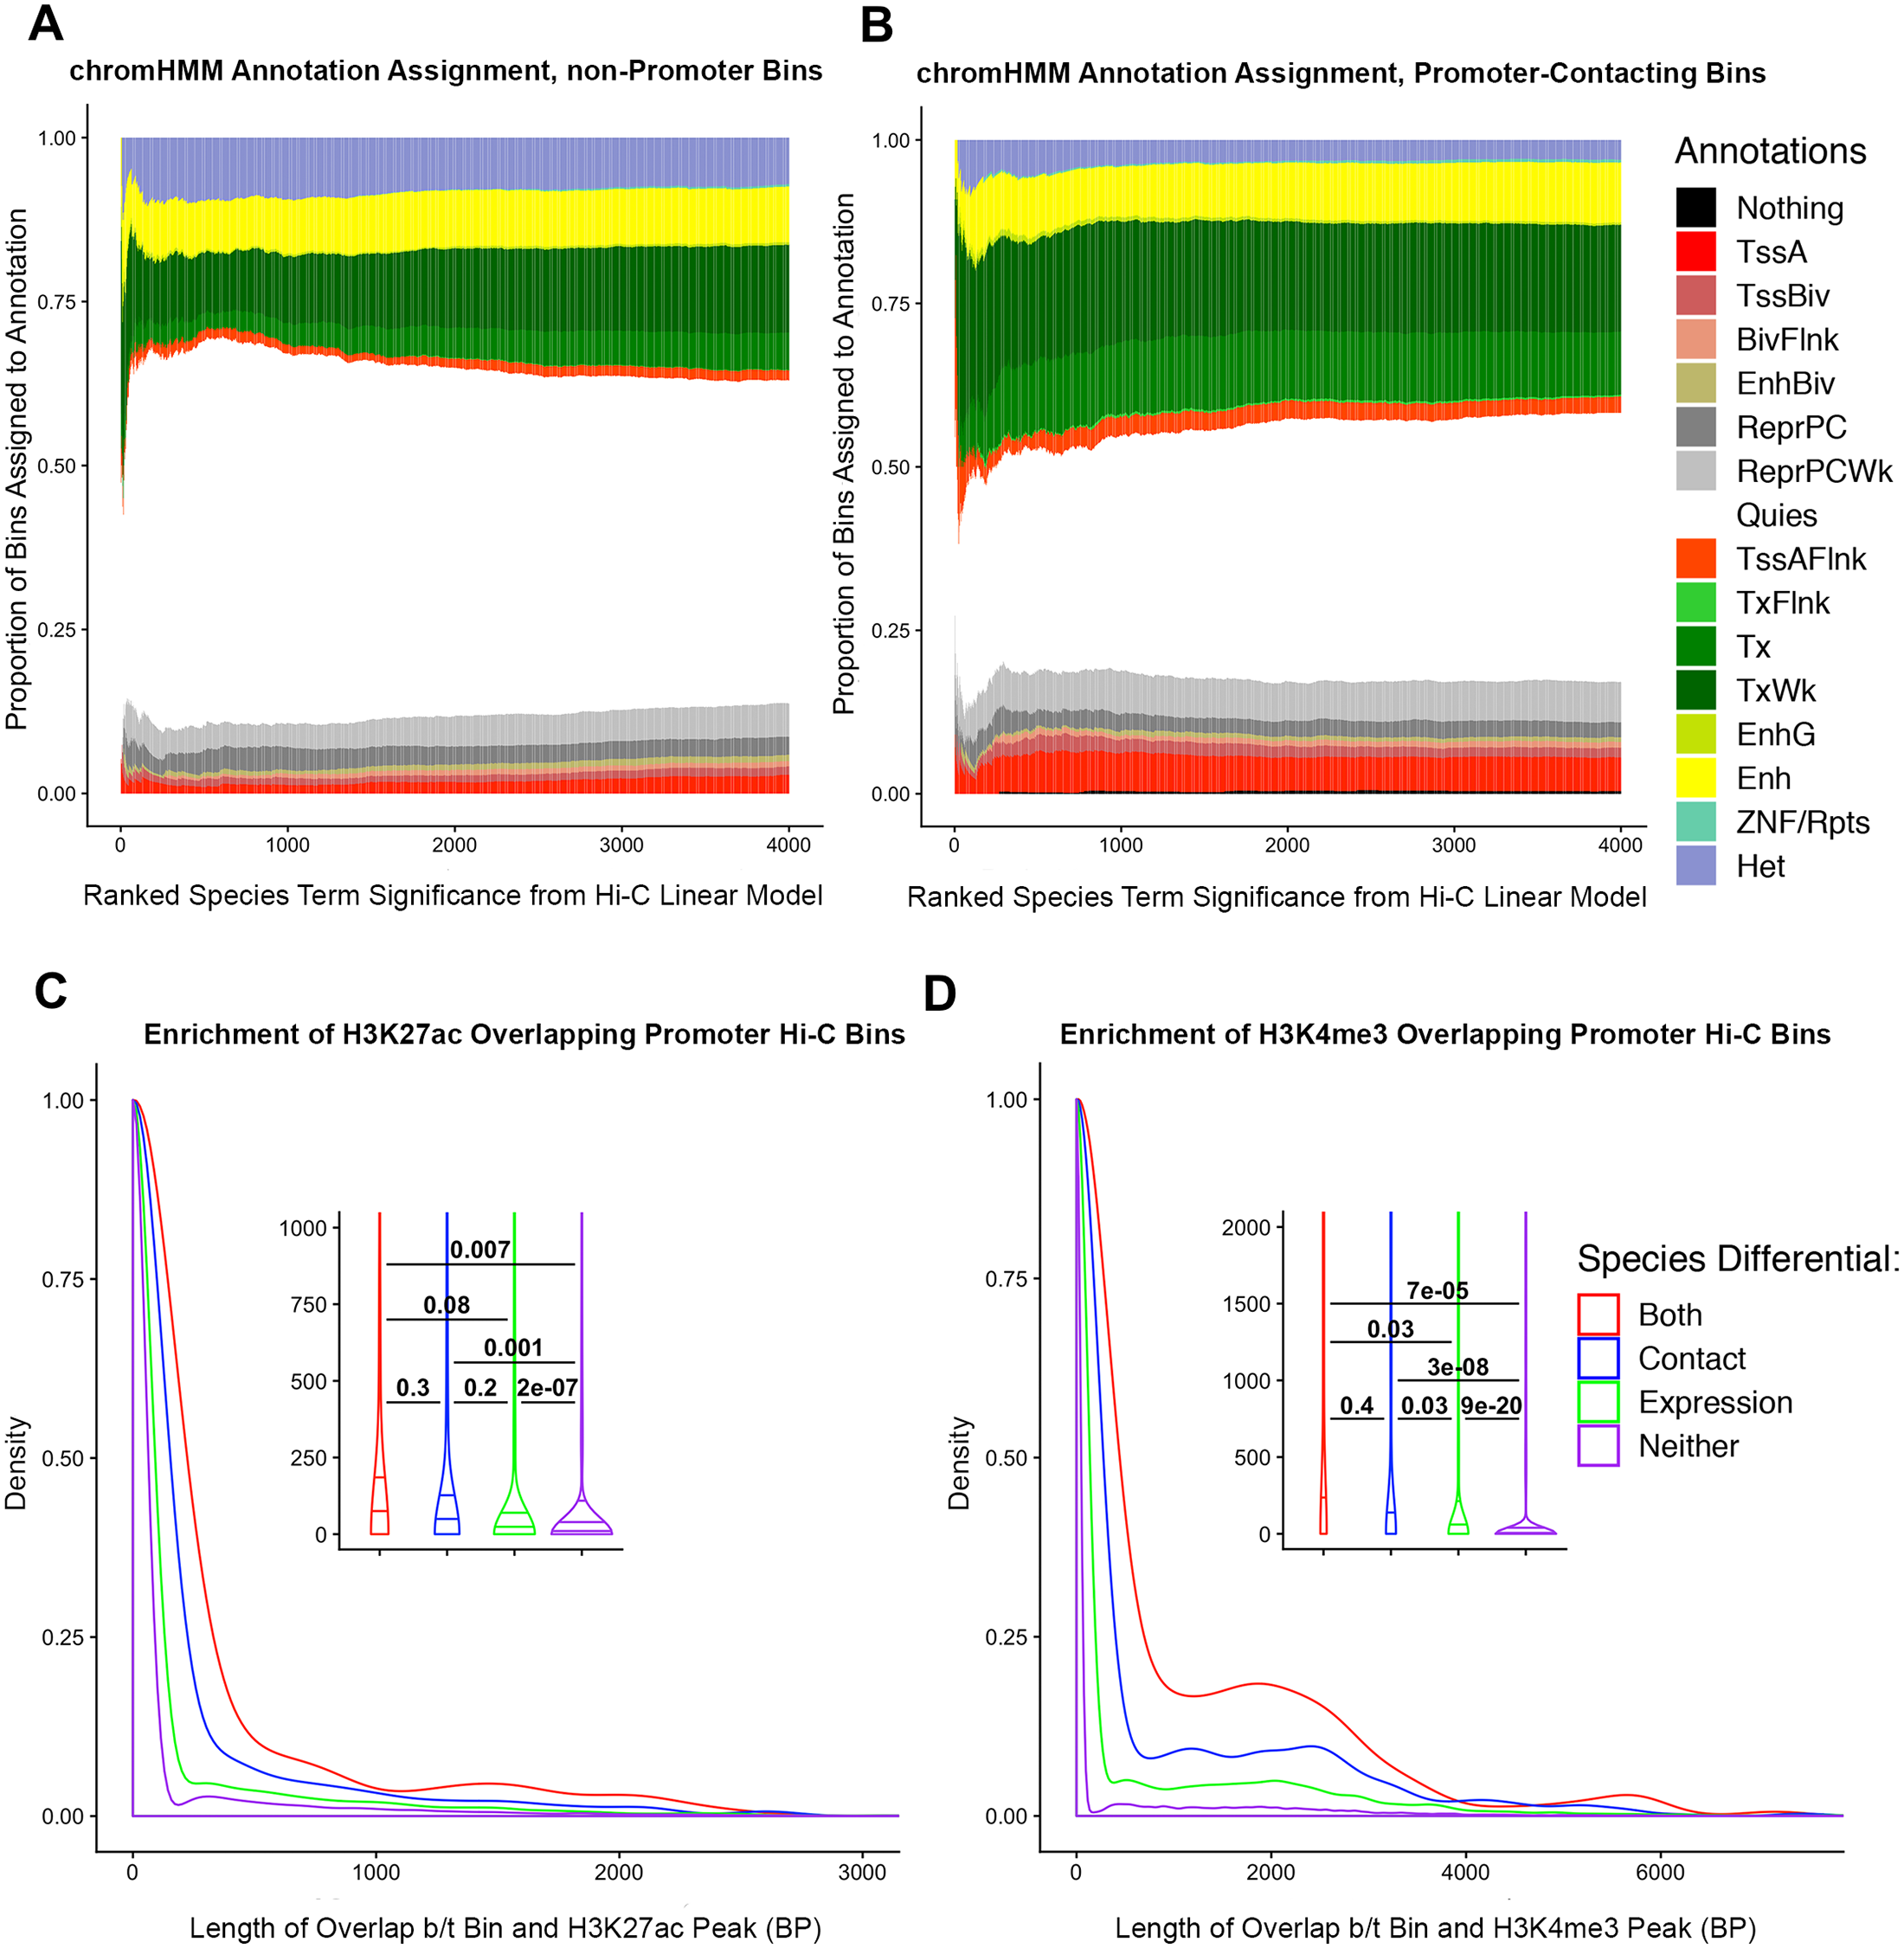 A
chromHMM Annotation Assignment, non-Promoter Bins
Proportion of Bins Assigned to Annotation
1.00
0.75
0.50
0.25
0.00
0
1000
2000
3000
4000
Ranked Species Term Significance from Hi-C Linear Model
B
chromHMM Annotation Assignment, Promoter-Contacting Bins
Proportion of Bins Assigned to Annotation
1.00
0.75
0.50
0.25
0.00
0
1000
2000
3000
4000
Ranked Species Term Significance from Hi-C Linear Model
Annotations
Nothing
TssA
TssBiv
BivFlnk
EnhBiv
ReprPC
ReprPCWk
Quies
TssAFlnk
TxFlnk
Tx
TxWk
EnhG
Enh
ZNF/Rpts
Het
C
Enrichment of H3K27ac Overlapping Promoter Hi-C Bins
Density
1.00
0.75
0.50
0.25
0.00
0
1000
2000
3000
Length of Overlap b/t Bin and H3K27ac Peak (BP)
1000
750
500
250
0
0.007
0.08
0.001
0.3
0.2
2e-07
D
Enrichment of H3K4me3 Overlapping Promoter Hi-C Bins
Density
1.00
0.75
0.50
0.25
0.00
0
2000
4000
6000
Length of Overlap b/t Bin and H3K4me3 Peak (BP)
2000
1500
1000
500
0
7e-05
0.03
3e-08
0.4
0.03
9e-20
Species Differential:
Both
Contact
Expression
Neither